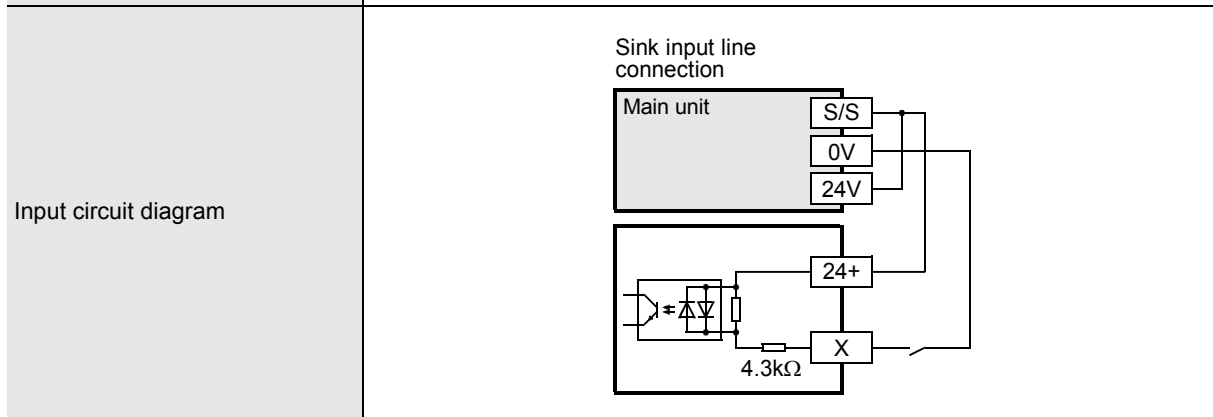 Input circuit diagram
Sink input line
connection
Main unit
S/S
0V
24V
24+
X
4.3kΩ